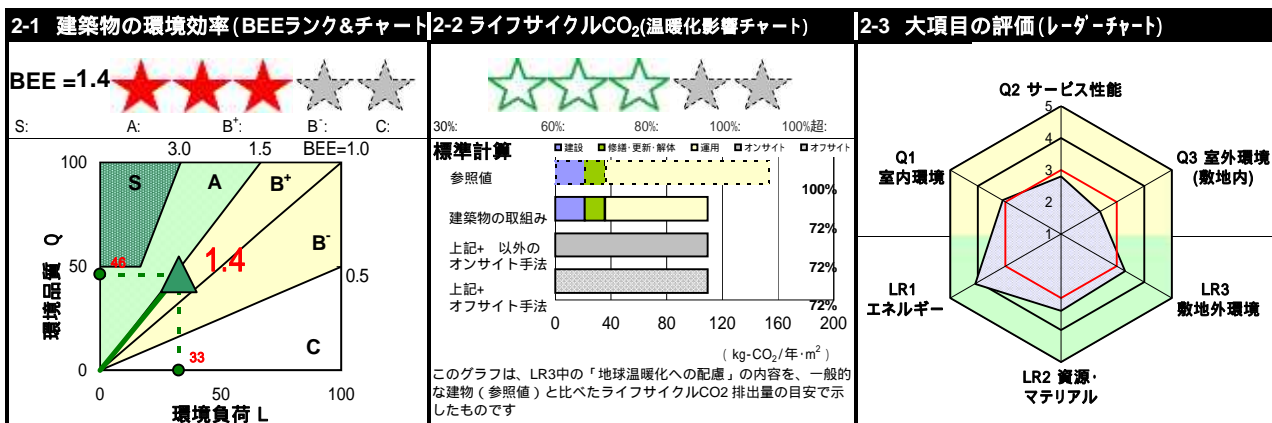 2-1 建築物の環境効率(BEEランク&チャート
BEE =1.4
S: A: B+: B-: C:
3.0 1.5 BEE=1.0
100
S
A
B+
B-
環境品質 Q
50
46
1.4
0.5
C
33
0
0 50 100
環境負荷 L
2-2 ライフサイクルCO2(温暖化影響チャート)
30%: 60%: 80%: 100%: 100%超:
標準計算
建設 修繕・更新・解体 運用 オンサイト オフサイト
参照値
100%
建築物の取組み
72%
上記+ 以外の
オンサイト手法
72%
上記+
オフサイト手法
72%
0 40 80 120 160 200
( kg-CO2/年·m2 )
このグラフは、LR3中の「地球温暖化への配慮」の内容を、一般的
な建物(参照値)と比べたライフサイクルCO2 排出量の目安で示
したものです
2-3 大項目の評価(レーダーチャート)
Q2 サービス性能
5
4
3
2
1
Q1
室内環境
Q3 室外環境
(敷地内)
LR1
エネルギー
LR3
敷地外環境
LR2 資源・
マテリアル